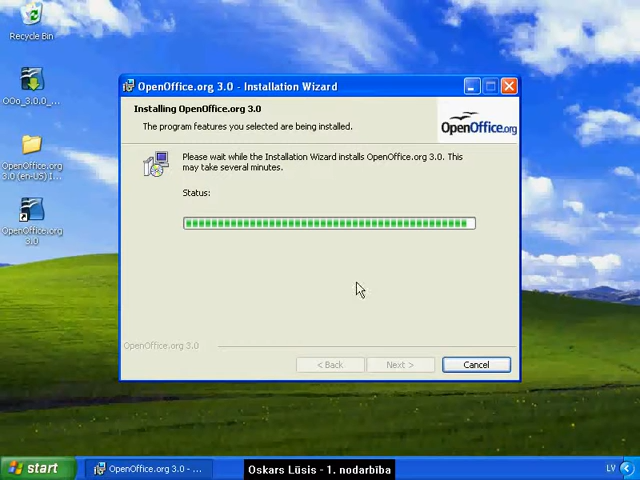 Recycle Bin
OOo_3.0.0_...
OpenOffice.org
3.0 (en-US) I...
OpenOffice.org
3.0
OpenOffice.org 3.0 - Installation Wizard
Installing OpenOffice.org 3.0
The program features you selected are being installed.
OpenOffice.org
Please wait while the Installation Wizard installs OpenOffice.org 3.0. This
may take several minutes.
Status:
OpenOffice.org 3.0
< Back
Next >
Cancel
start
OpenOffice.org 3.0 - ...
Oskars Lūsis - 1. nodarbība
LV